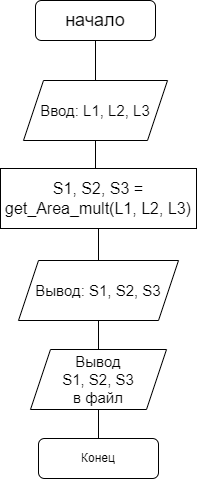 начало
Ввод: L1, L2, L3
S1, S2, S3 =
get_Area_mult(L1, L2, L3)
Вывод: S1, S2, S3
Вывод
S1, S2, S3
в файл
Конец